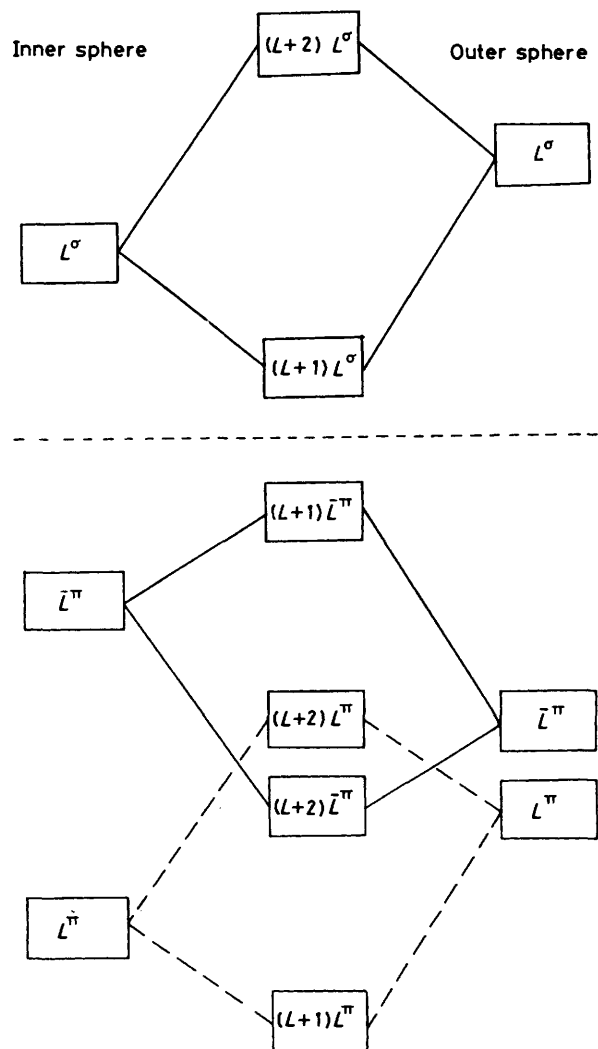 Inner sphere
(L+2) L^σ
Outer sphere
L^σ
L^σ
(L+1) L^σ
(L+1) L̄^π
L̄^π
(L+2) L^π
L̄^π
(L+2) L̄^π
L^π
L^π
(L+1) L^π